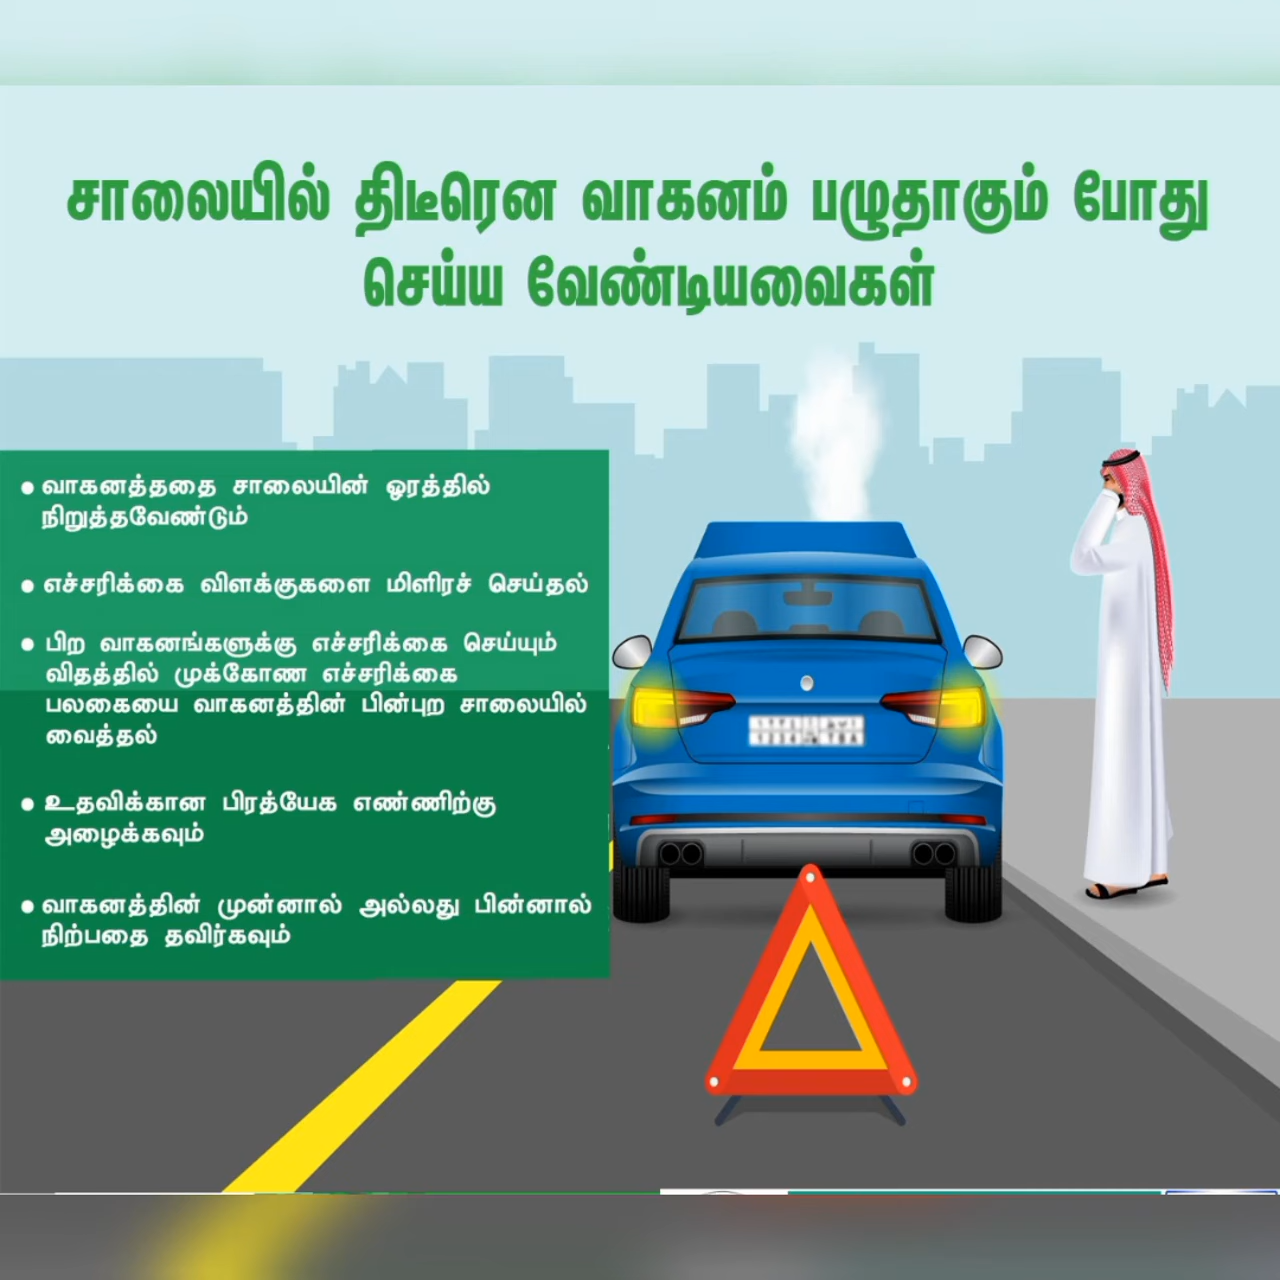 சாலையில் திடீரென வாகனம் பழுதாகும் போது
செய்ய வேண்டியவைகள்
• வாகனத்ததை சாலையின் ஓரத்தில்
நிறுத்தவேண்டும்
• எச்சரிக்கை விளக்குகளை மிளிரச் செய்தல்
• பிற வாகனங்களுக்கு எச்சரிக்கை செய்யும்
விதத்தில் முக்கோண எச்சரிக்கை
பலகையை வாகனத்தின் பின்புற சாலையில்
வைத்தல்
• உதவிக்கான பிரத்யேக எண்ணிற்கு
அழைக்கவும்
• வாகனத்தின் முன்னால் அல்லது பின்னால்
நிற்பதை தவிர்கவும்